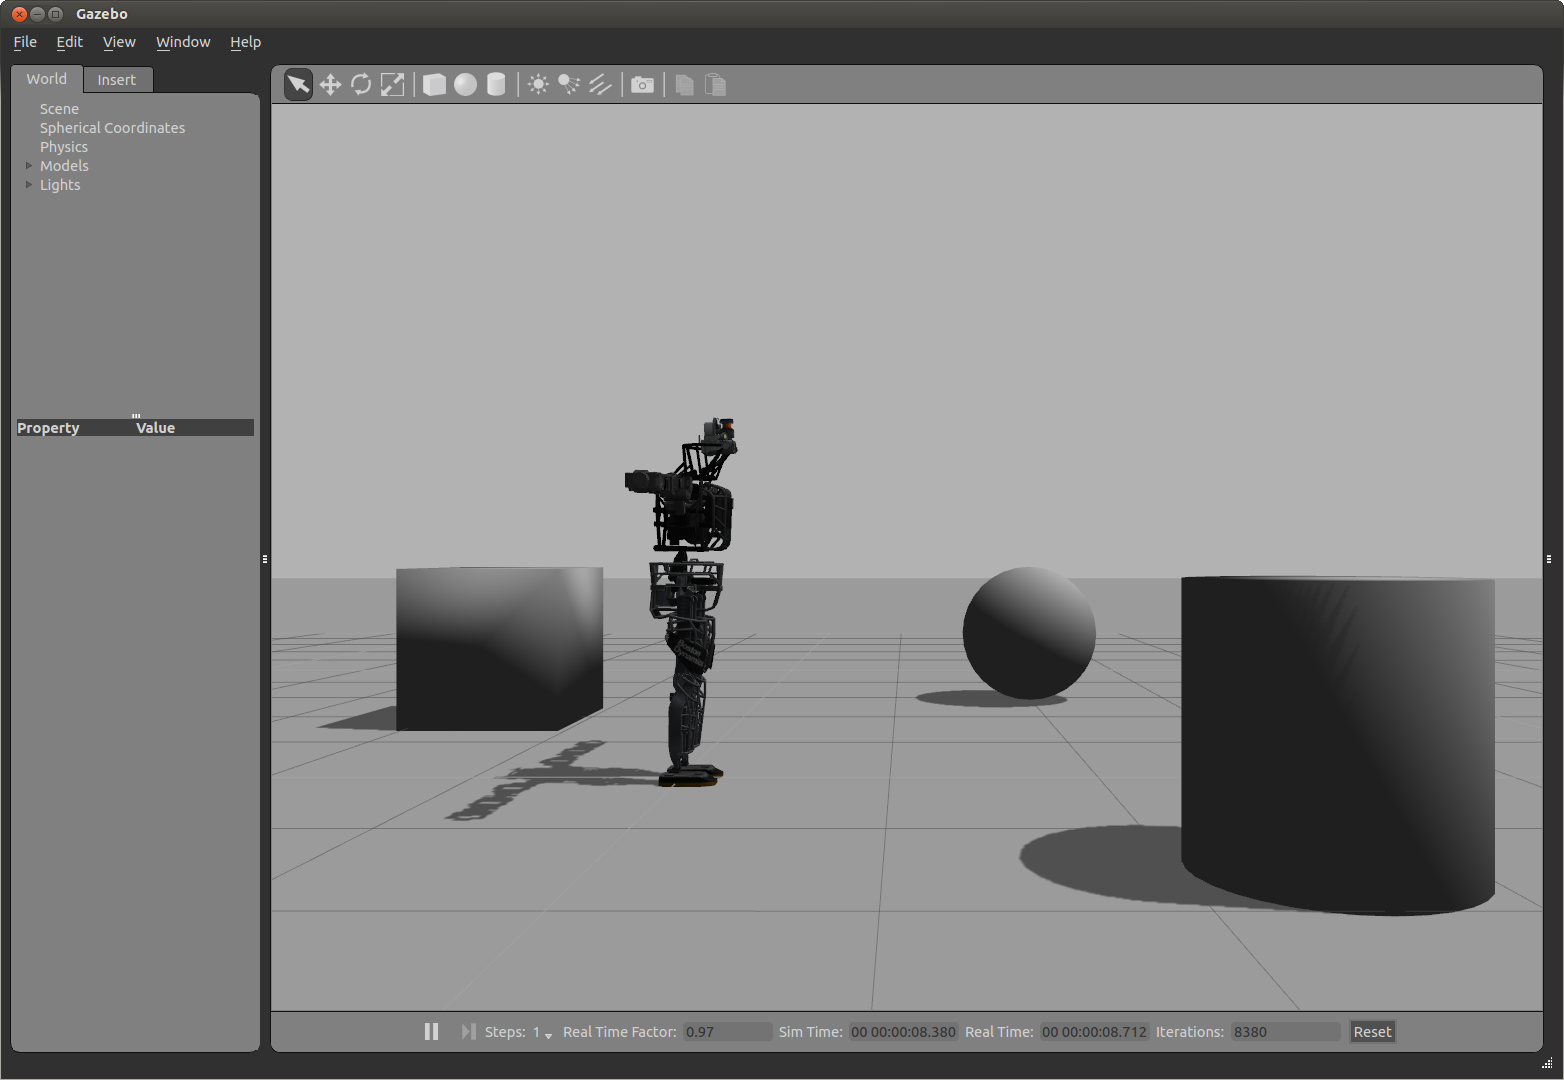 Gazebo
File Edit View Window Help
World Insert
Scene
Spherical Coordinates
Physics
Models
Lights
Property Value
Boston
Dynamics
Steps: 1 Real Time Factor: 0.97 Sim Time: 00 00:00:08.380 Real Time: 00 00:00:08.712 Iterations: 8380 Reset